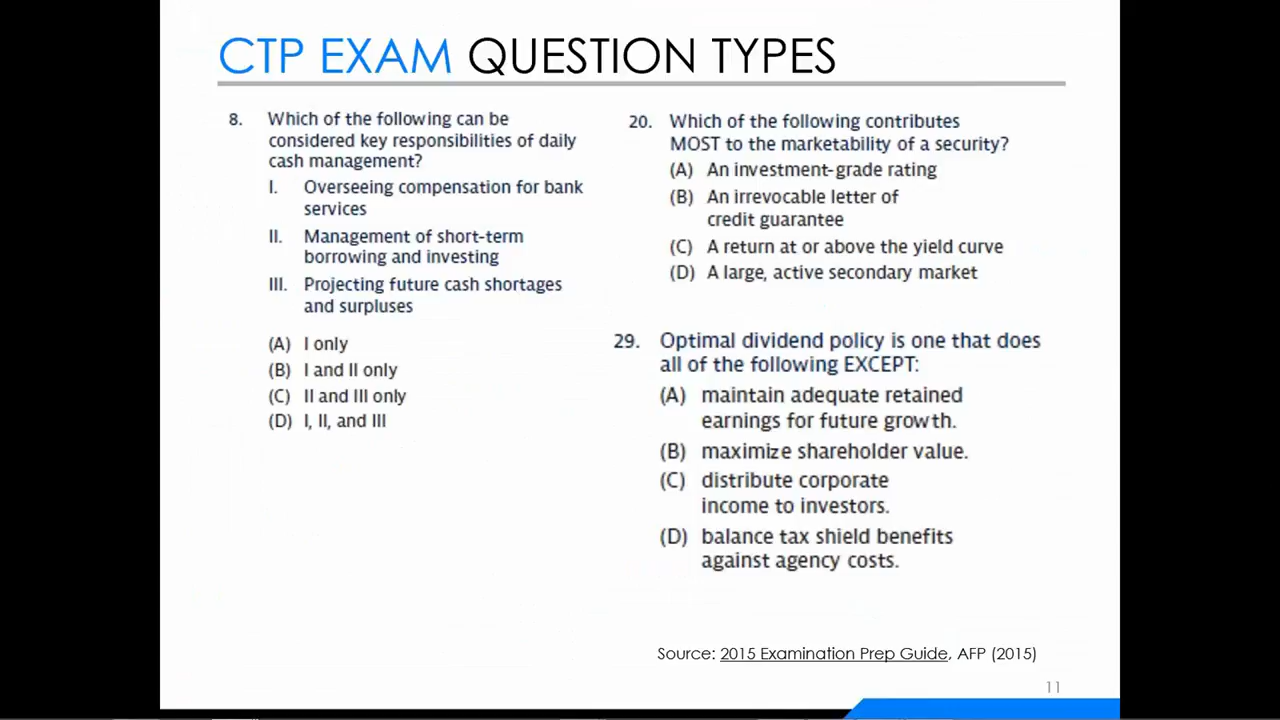 CTP EXAM QUESTION TYPES
8. Which of the following can be
considered key responsibilities of daily
cash management?
I. Overseeing compensation for bank
services
II. Management of short-term
borrowing and investing
III. Projecting future cash shortages
and surpluses
(A) I only
(B) I and II only
(C) II and III only
(D) I, II, and III
20. Which of the following contributes
MOST to the marketability of a security?
(A) An investment-grade rating
(B) An irrevocable letter of
credit guarantee
(C) A return at or above the yield curve
(D) A large, active secondary market
29. Optimal dividend policy is one that does
all of the following EXCEPT:
(A) maintain adequate retained
earnings for future growth.
(B) maximize shareholder value.
(C) distribute corporate
income to investors.
(D) balance tax shield benefits
against agency costs.
Source: 2015 Examination Prep Guide, AFP (2015)
11